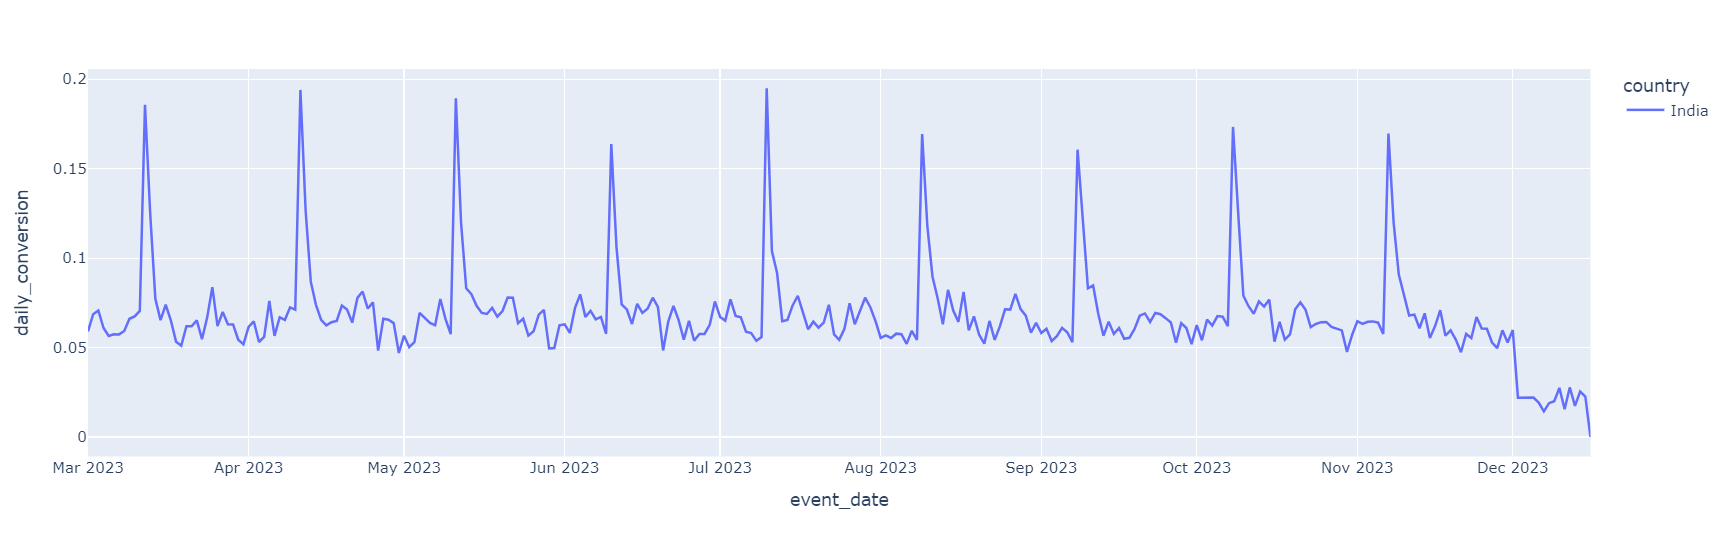 country
India
daily_conversion
0.2
0.15
0.1
0.05
0
Mar 2023 Apr 2023 May 2023 Jun 2023 Jul 2023 Aug 2023 Sep 2023 Oct 2023 Nov 2023 Dec 2023
event_date